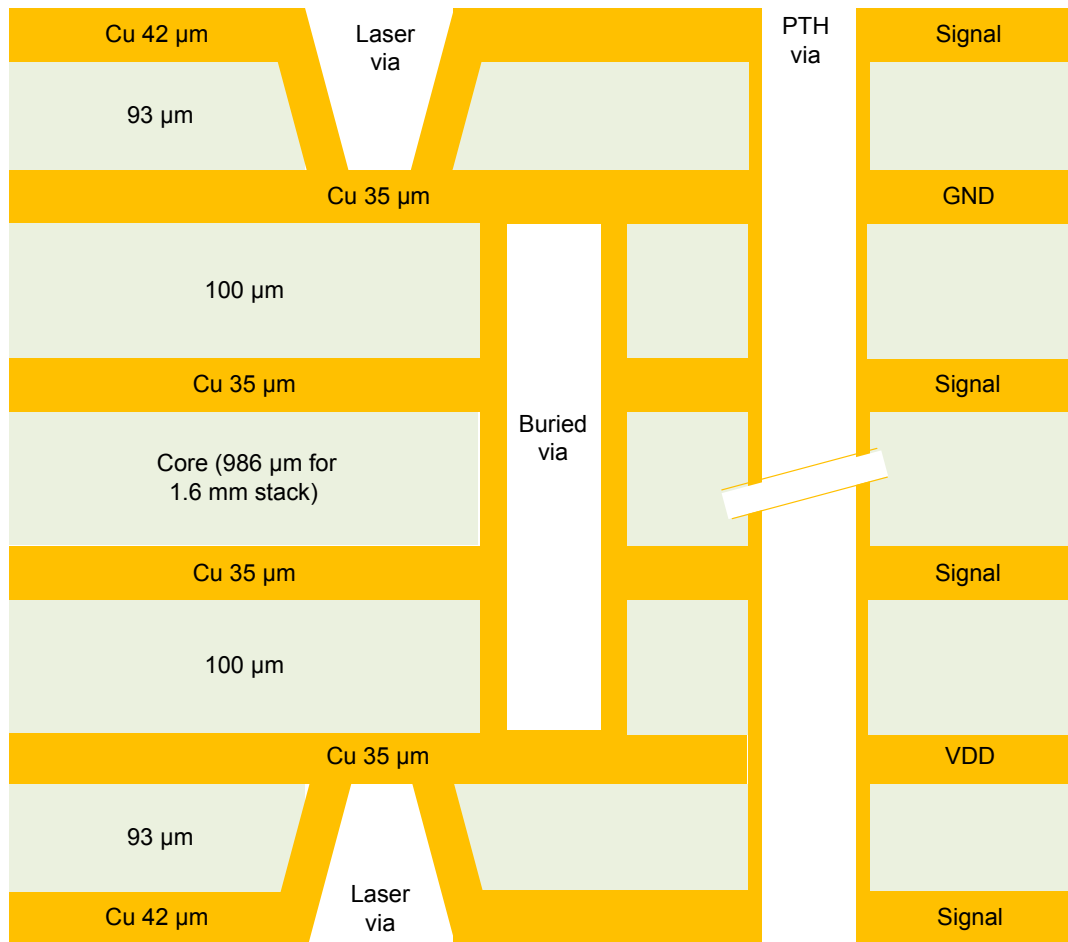 Cu 42 µm
Laser
via
PTH
via
Signal
93 µm
Cu 35 µm
GND
100 µm
Cu 35 µm
Signal
Buried
via
Core (986 µm for
1.6 mm stack)
Cu 35 µm
Signal
100 µm
Cu 35 µm
VDD
93 µm
Laser
via
Cu 42 µm
Signal